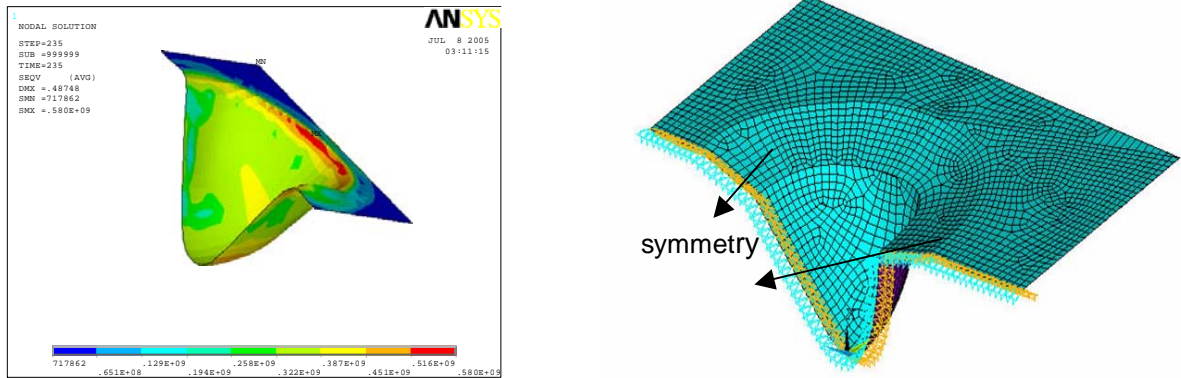 1
NODAL SOLUTION
STEP=235
SUB =999999
TIME=235
SEQV (AVG)
DMX =.48748
SMN =717862
SMX =.580E+09
ANSYS
JUL 8 2005
03:11:15
MN
MX
717862 .129E+09 .258E+09 .387E+09 .516E+09
.651E+08 .194E+09 .322E+09 .451E+09 .580E+09
symmetry